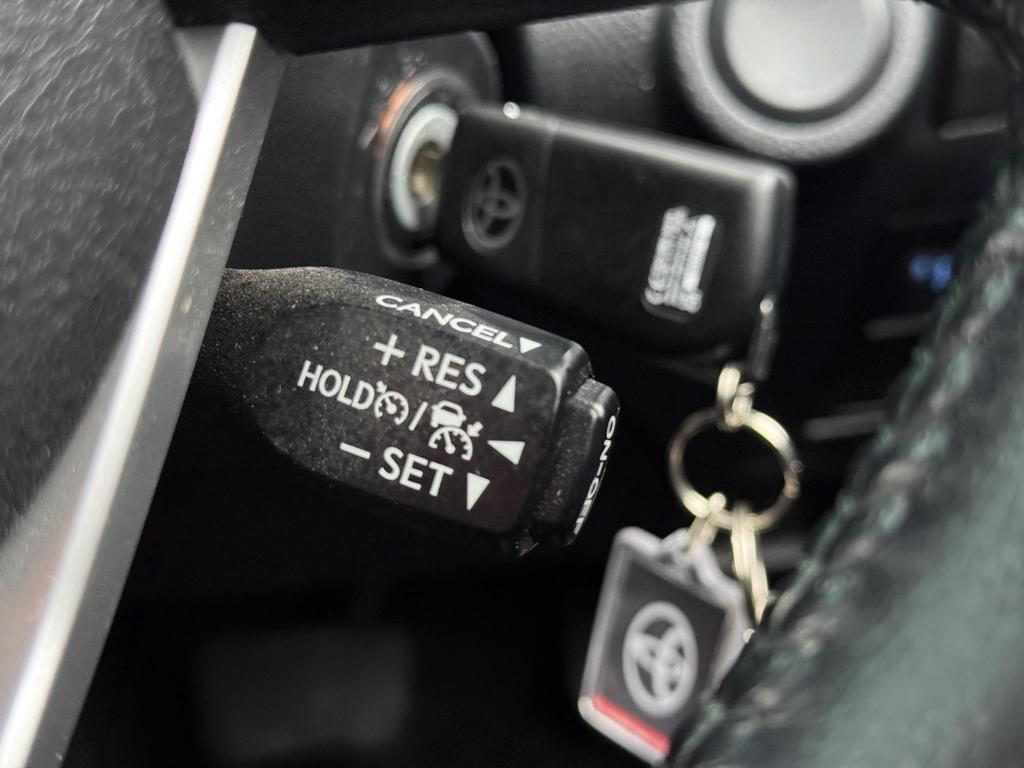 CANCEL▼
+ RES ▲
HOLD /
− SET ▼
ON-OFF